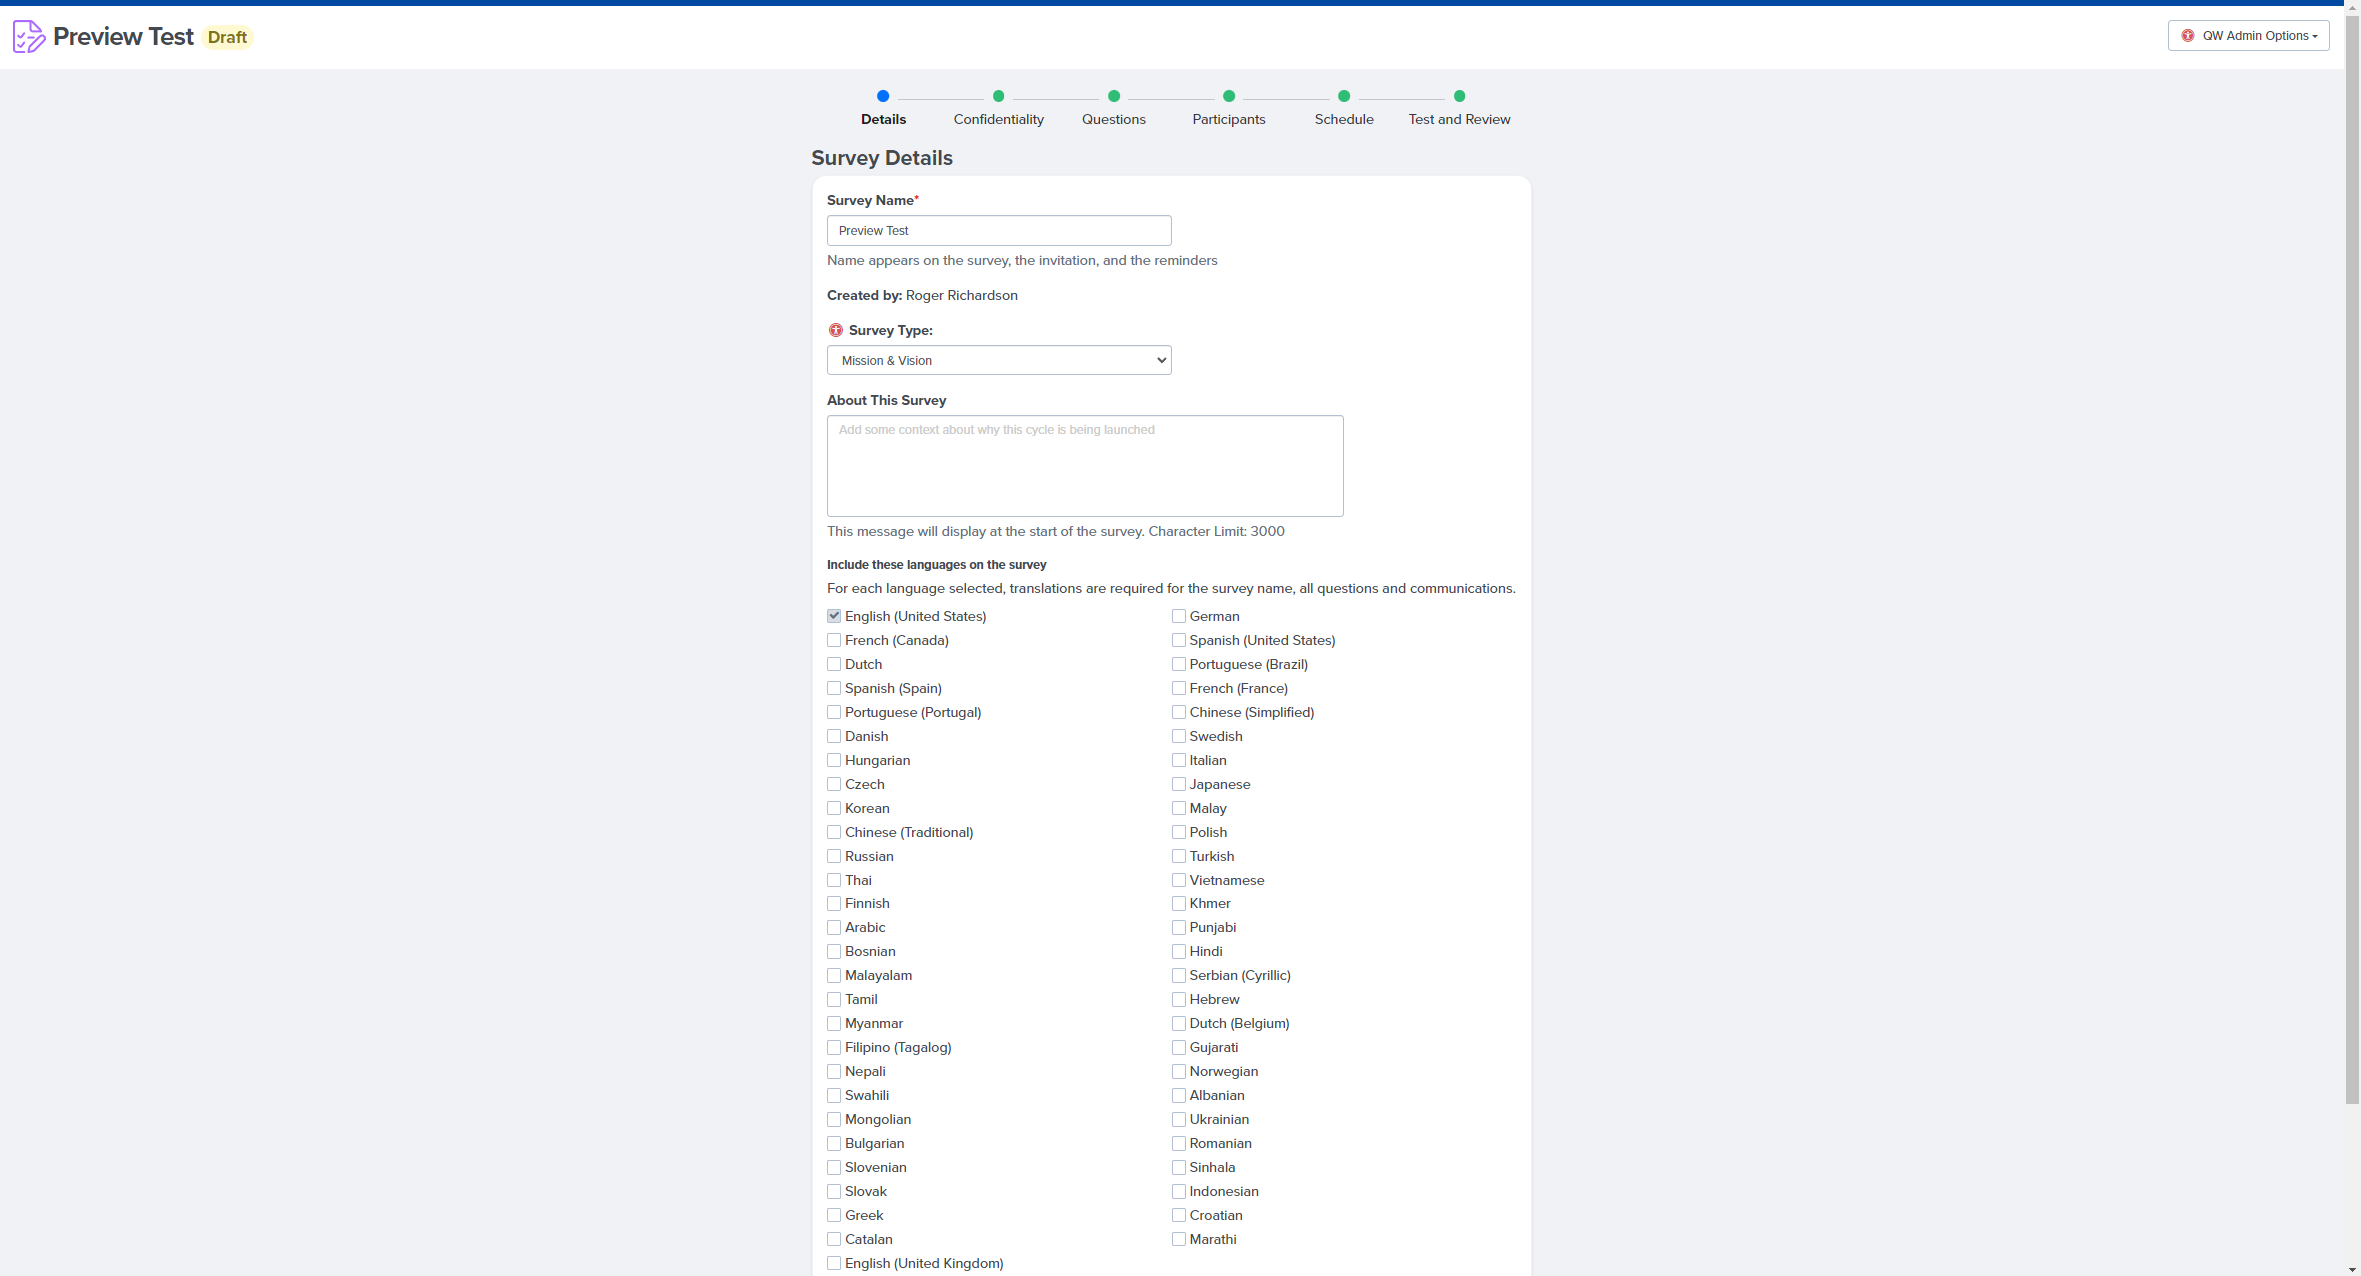 Preview Test Draft
QW Admin Options
Details Confidentiality Questions Participants Schedule Test and Review
Survey Details
Survey Name*
Preview Test
Name appears on the survey, the invitation, and the reminders
Created by: Roger Richardson
Survey Type:
Mission & Vision
About This Survey
Add some context about why this cycle is being launched
This message will display at the start of the survey. Character Limit: 3000
Include these languages on the survey
For each language selected, translations are required for the survey name, all questions and communications.
English (United States) German
French (Canada) Spanish (United States)
Dutch Portuguese (Brazil)
Spanish (Spain) French (France)
Portuguese (Portugal) Chinese (Simplified)
Danish Swedish
Hungarian Italian
Czech Japanese
Korean Malay
Chinese (Traditional) Polish
Russian Turkish
Thai Vietnamese
Finnish Khmer
Arabic Punjabi
Bosnian Hindi
Malayalam Serbian (Cyrillic)
Tamil Hebrew
Myanmar Dutch (Belgium)
Filipino (Tagalog) Gujarati
Nepali Norwegian
Swahili Albanian
Mongolian Ukrainian
Bulgarian Romanian
Slovenian Sinhala
Slovak Indonesian
Greek Croatian
Catalan Marathi
English (United Kingdom)